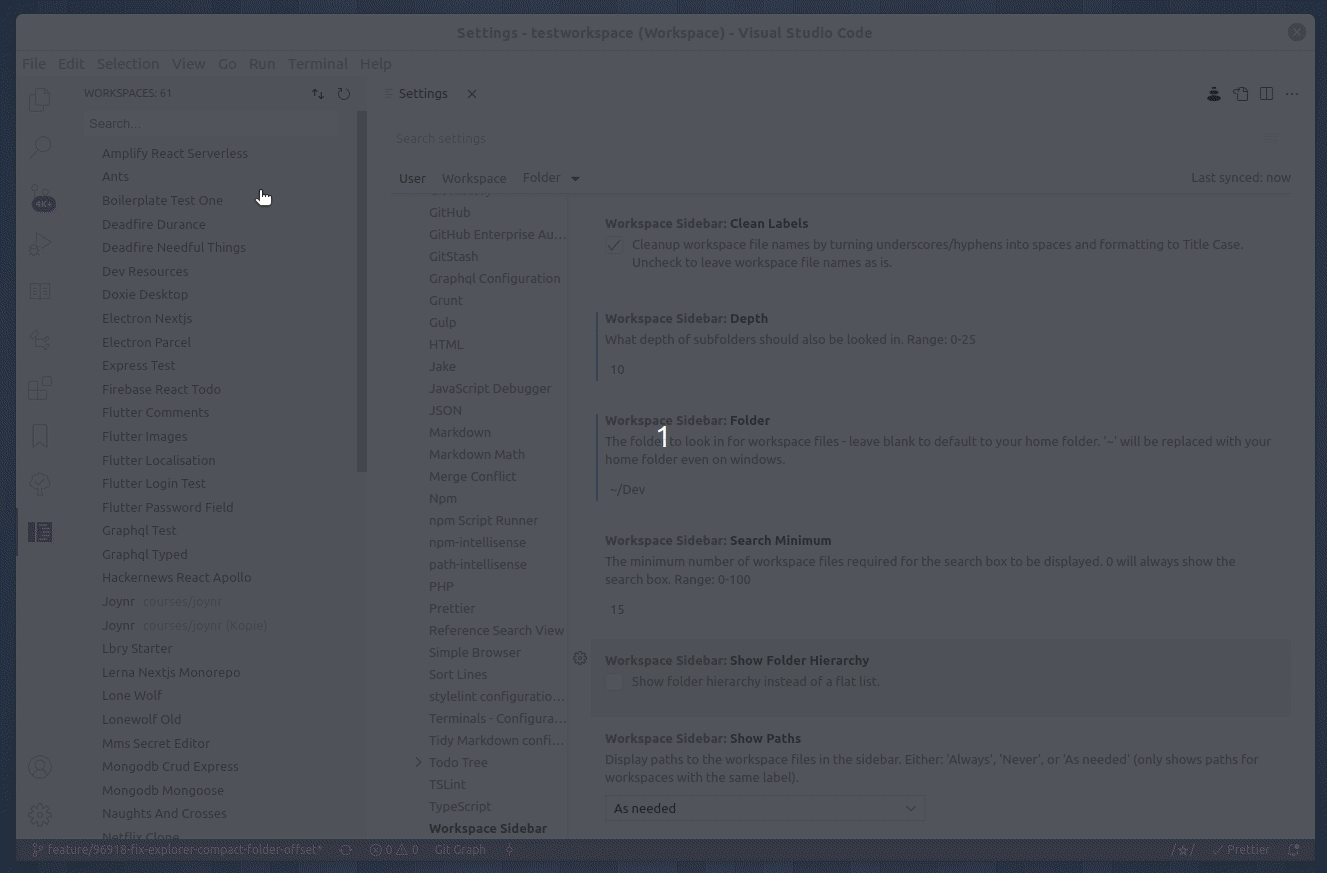 Settings - testworkspace (Workspace) - Visual Studio Code
File Edit Selection View Go Run Terminal Help
WORKSPACES: 61
Search...
Amplify React Serverless
Ants
Boilerplate Test One
Deadfire Durance
Deadfire Needful Things
Dev Resources
Doxie Desktop
Electron Nextjs
Electron Parcel
Express Test
Firebase React Todo
Flutter Comments
Flutter Images
Flutter Localisation
Flutter Login Test
Flutter Password Field
Graphql Test
Graphql Typed
Hackernews React Apollo
Joynr courses/joynr
Joynr courses/joynr (Kopie)
Lbry Starter
Lerna Nextjs Monorepo
Lone Wolf
Lonewolf Old
Mms Secret Editor
Mongodb Crud Express
Mongodb Mongoose
Naughts And Crosses
Netflix Clone
4K+
Settings
Search settings
User Workspace Folder
Last synced: now
GitHub
GitHub Enterprise Au...
GitStash
Graphql Configuration
Grunt
Gulp
HTML
Jake
JavaScript Debugger
JSON
Markdown
Markdown Math
Merge Conflict
Npm
npm Script Runner
npm-intellisense
path-intellisense
PHP
Prettier
Reference Search View
Simple Browser
Sort Lines
stylelint configuratio...
Terminals - Configura...
Tidy Markdown confi...
Todo Tree
TSLint
TypeScript
Workspace Sidebar
Workspace Sidebar: Clean Labels
Cleanup workspace file names by turning underscores/hyphens into spaces and formatting to Title Case.
Uncheck to leave workspace file names as is.
Workspace Sidebar: Depth
What depth of subfolders should also be looked in. Range: 0-25
10
Workspace Sidebar: Folder
1
The folder to look in for workspace files - leave blank to default to your home folder. '~' will be replaced with your
home folder even on windows.
~/Dev
Workspace Sidebar: Search Minimum
The minimum number of workspace files required for the search box to be displayed. 0 will always show the
search box. Range: 0-100
15
Workspace Sidebar: Show Folder Hierarchy
Show folder hierarchy instead of a flat list.
Workspace Sidebar: Show Paths
Display paths to the workspace files in the sidebar. Either: 'Always', 'Never', or 'As needed' (only shows paths for
workspaces with the same label).
As needed
feature/96918-fix-explorer-compact-folder-offset* 0 0 Git Graph
/☆/ Prettier